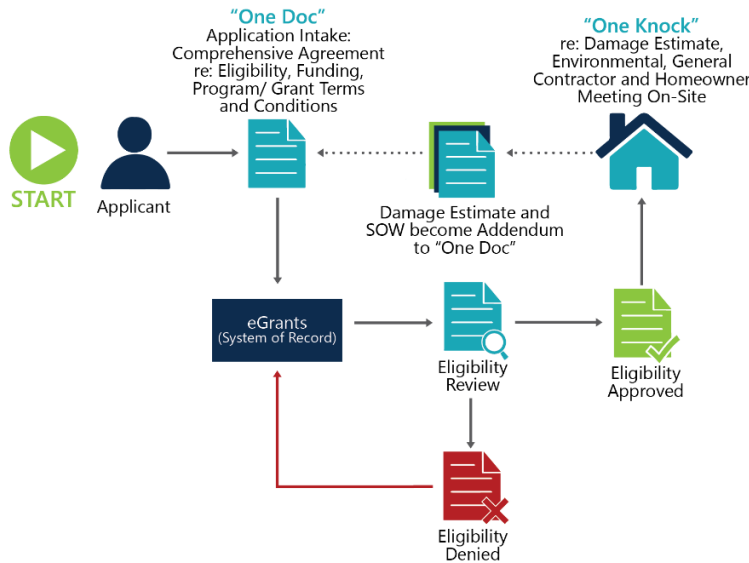 “One Doc”
Application Intake:
Comprehensive Agreement
re: Eligibility, Funding,
Program/ Grant Terms
and Conditions
“One Knock”
re: Damage Estimate,
Environmental, General
Contractor and Homeowner
Meeting On-Site
START
Applicant
Damage Estimate and
SOW become Addendum
to “One Doc”
eGrants
(System of Record)
Eligibility
Review
Eligibility
Approved
Eligibility
Denied